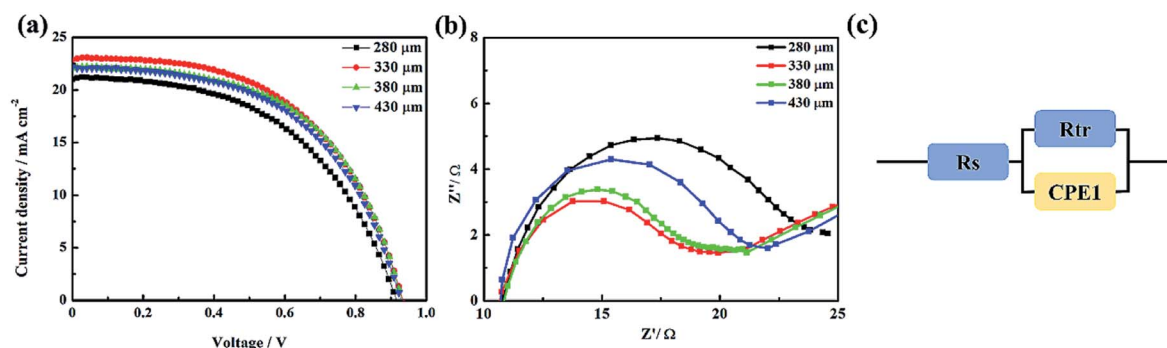 (a)
25
20
15
10
5
0
0
0.2
0.4
0.6
0.8
1.0
Current density / mA cm⁻²
Voltage / V
280 μm
330 μm
380 μm
430 μm
(b)
8
6
4
2
0
10
15
20
25
Z''/ Ω
Z'/ Ω
280 μm
330 μm
380 μm
430 μm
(c)
Rs
Rtr
CPE1